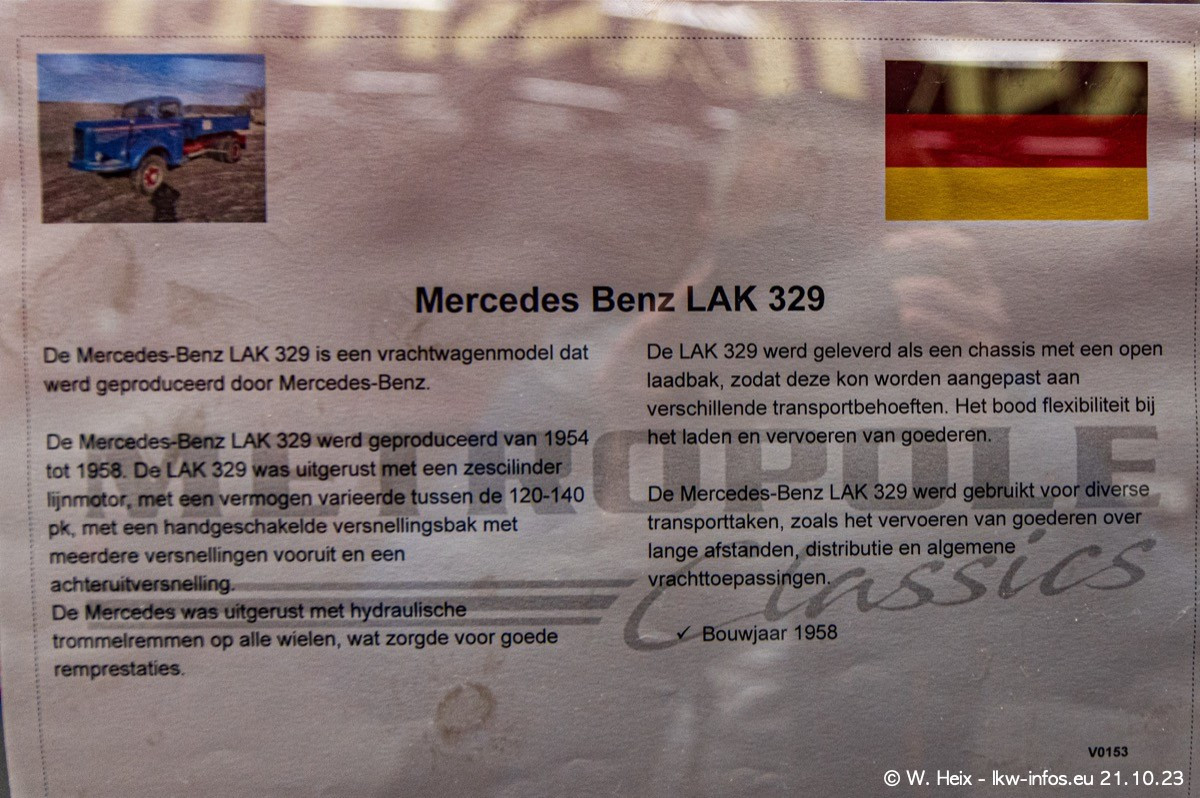 Mercedes Benz LAK 329
De Mercedes-Benz LAK 329 is een vrachtwagenmodel dat
werd geproduceerd door Mercedes-Benz.
De Mercedes-Benz LAK 329 werd geproduceerd van 1954
tot 1958. De LAK 329 was uitgerust met een zescilinder
lijnmotor, met een vermogen varieerde tussen de 120-140
pk, met een handgeschakelde versnellingsbak met
meerdere versnellingen vooruit en een
achteruitversnelling.
De Mercedes was uitgerust met hydraulische
trommelremmen op alle wielen, wat zorgde voor goede
remprestaties.
De LAK 329 werd geleverd als een chassis met een open
laadbak, zodat deze kon worden aangepast aan
verschillende transportbehoeften. Het bood flexibiliteit bij
het laden en vervoeren van goederen.
De Mercedes-Benz LAK 329 werd gebruikt voor diverse
transporttaken, zoals het vervoeren van goederen over
lange afstanden, distributie en algemene
vrachttoepassingen.
✓ Bouwjaar 1958
METROPOLE
Classics
V0153
© W. Heix - lkw-infos.eu 21.10.23